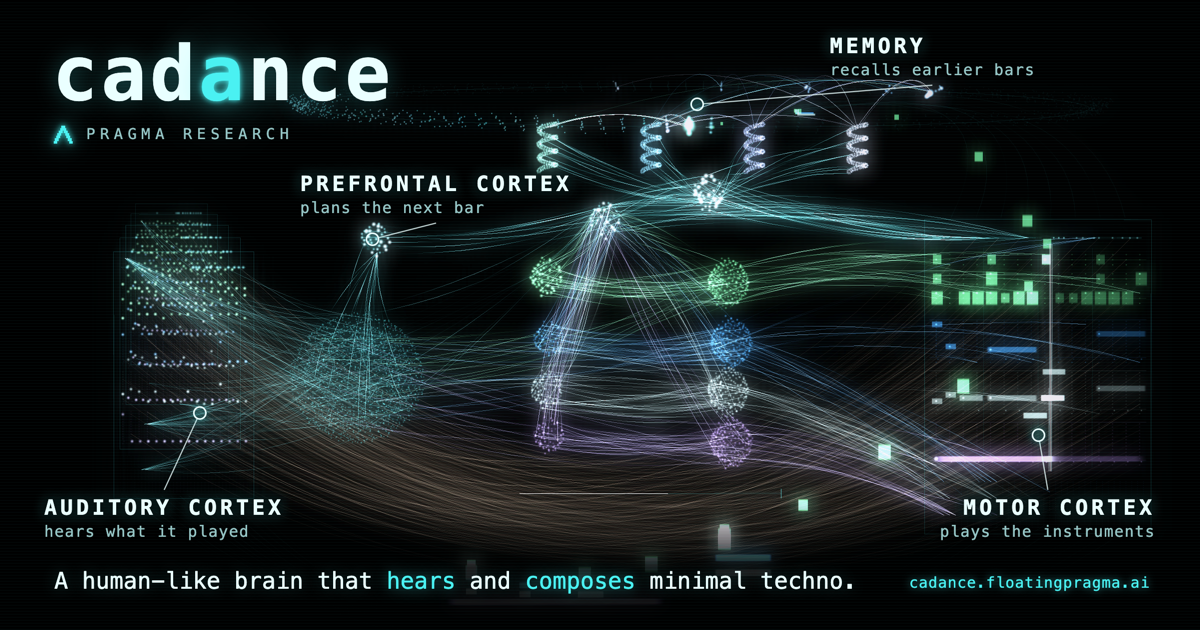 cadance
PRAGMA RESEARCH
MEMORY
recalls earlier bars
PREFRONTAL CORTEX
plans the next bar
AUDITORY CORTEX
hears what it played
MOTOR CORTEX
plays the instruments
A human-like brain that hears and composes minimal techno.
cadance.floatingpragma.ai